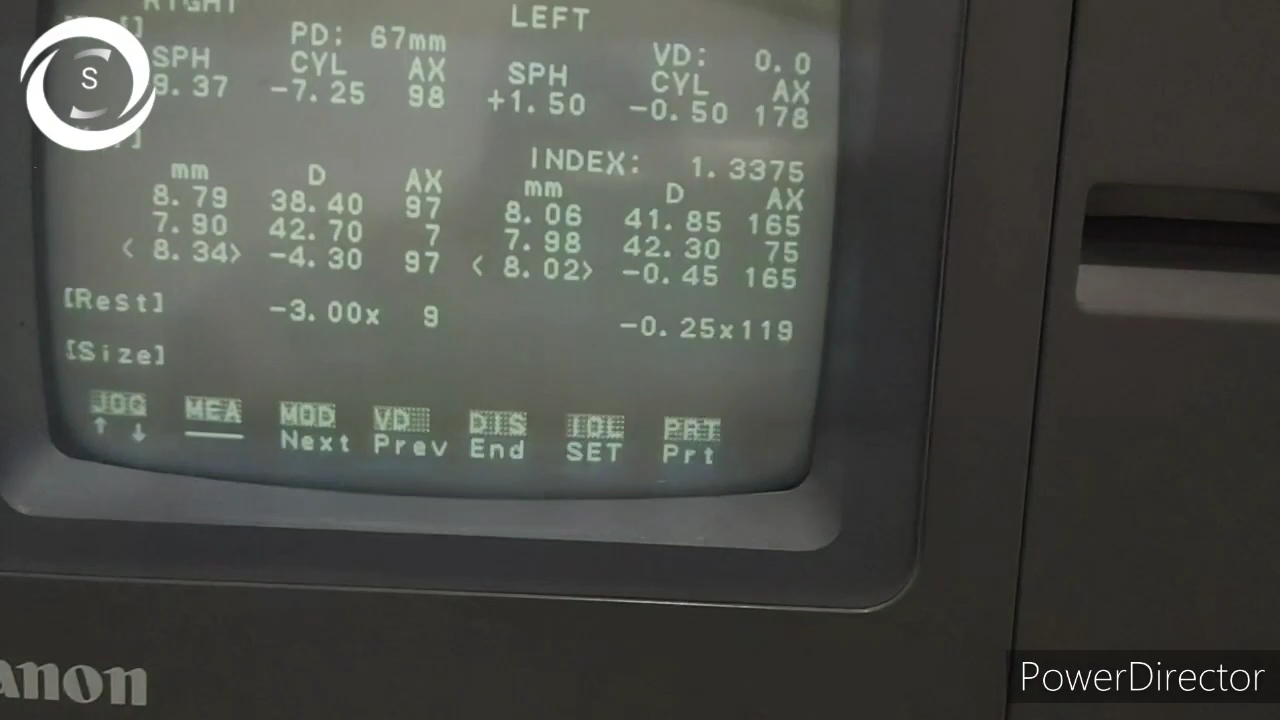 S
RIGHT LEFT
PD: 67mm VD: 0.0
SPH CYL AX SPH CYL AX
9.37 -7.25 98 +1.50 -0.50 178
INDEX: 1.3375
mm D AX mm D AX
8.79 38.40 97 8.06 41.85 165
7.90 42.70 7 7.98 42.30 75
< 8.34> -4.30 97 < 8.02> -0.45 165
[ReSt] -3.00x 9 -0.25x119
[Size]
JOG MEA MOD VD DIS IOL PRT
↑ ↓ Next Prev End SET Prt
anon
PowerDirector